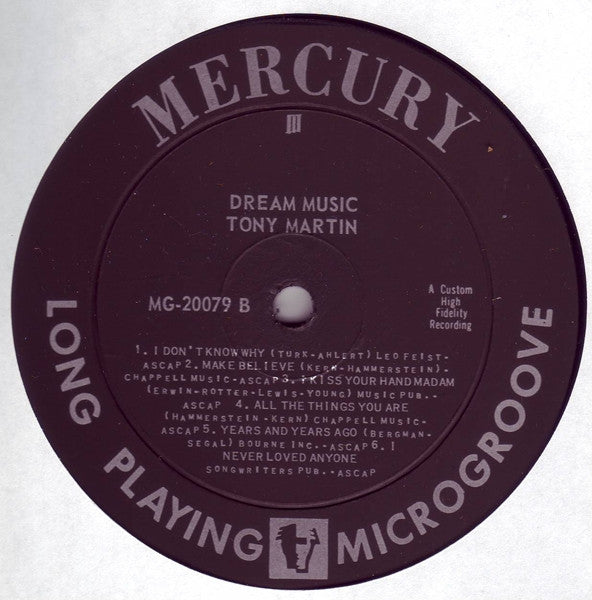 MERCURY
III
DREAM MUSIC
TONY MARTIN
MG-20079 B
A Custom
High
Fidelity
Recording
1. I DON'T KNOW WHY (TURK-AHLERT) LEO FEIST-
ASCAP 2. MAKE BELIEVE (KERN-HAMMERSTEIN)-
CHAPPELL MUSIC-ASCAP 3. I KISS YOUR HAND MADAM
(ERWIN-ROTTER-LEWIS-YOUNG) MUSIC PUB.-
ASCAP 4. ALL THE THINGS YOU ARE
(HAMMERSTEIN-KERN) CHAPPELL MUSIC-
ASCAP 5. YEARS AND YEARS AGO (BERGMAN-
SEGAL) BOURNE INC.-ASCAP 6. I
NEVER LOVED ANYONE
SONGWRITERS PUB.-ASCAP
LONG PLAYING MICROGROOVE